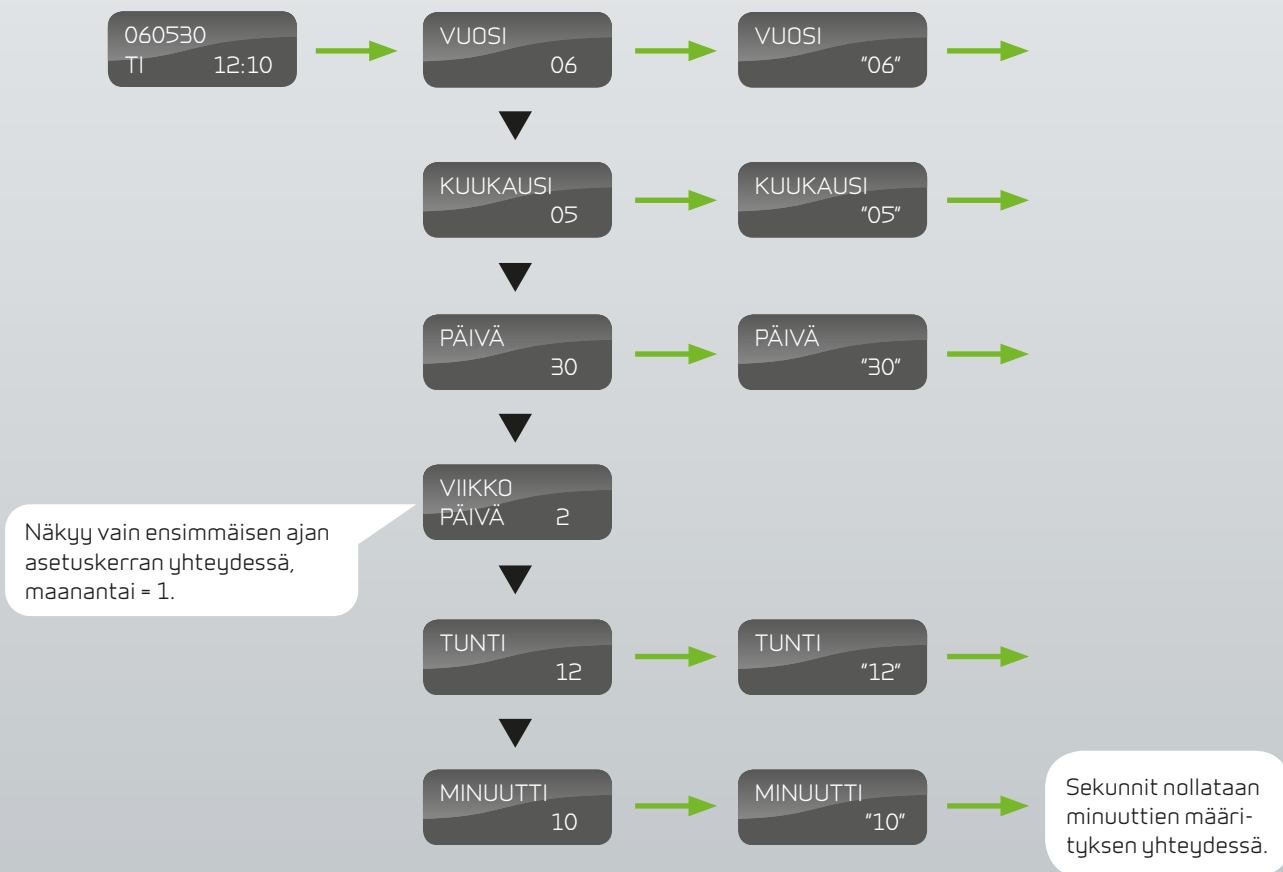 060530
TI 12:10
VUOSI
06
VUOSI
"06"
KUUKAUSI
05
KUUKAUSI
"05"
PÄIVÄ
30
PÄIVÄ
"30"
VIIKKO
PÄIVÄ 2
Näkyy vain ensimmäisen ajan
asetuskerran yhteydessä,
maanantai = 1.
TUNTI
12
TUNTI
"12"
MINUUTTI
10
MINUUTTI
"10"
Sekunnit nollataan
minuuttien määri-
tyksen yhteydessä.